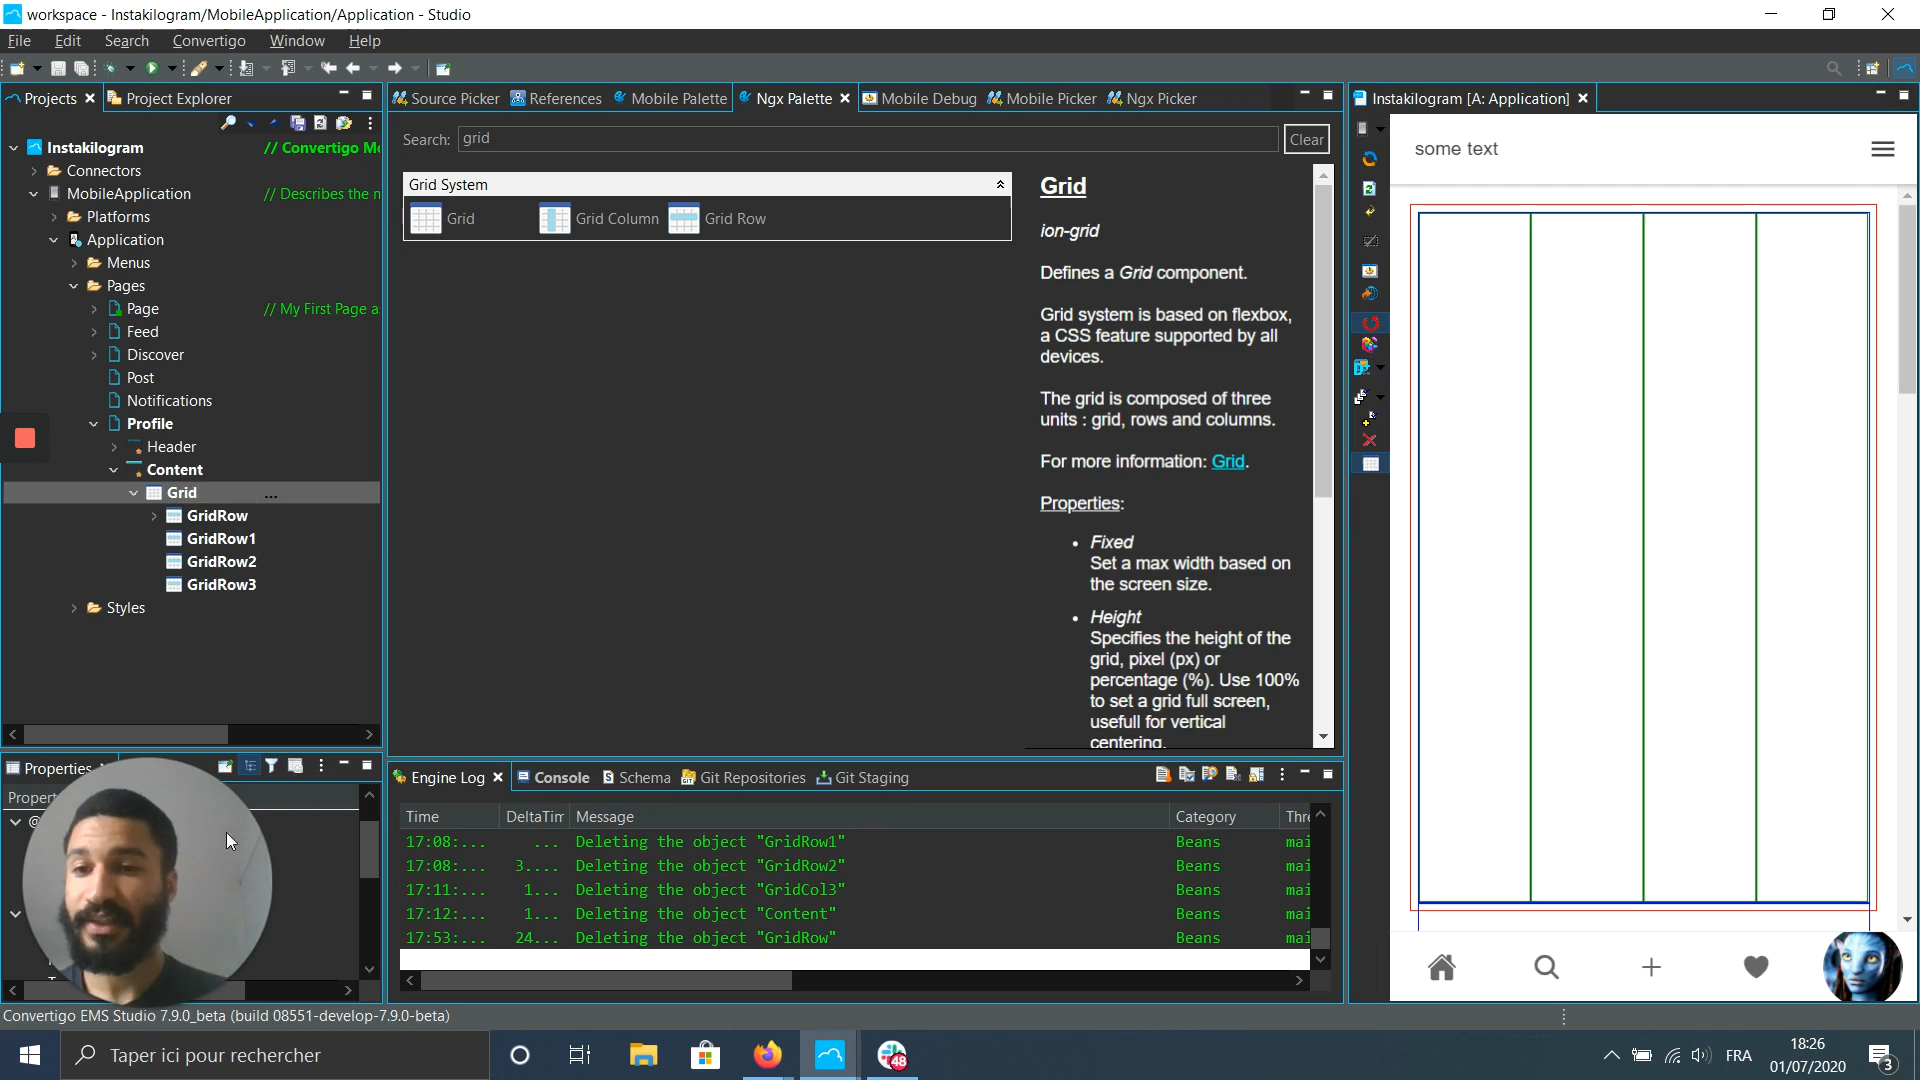 workspace - Instakilogram/MobileApplication/Application - Studio
File Edit Search Convertigo Window Help
Projects Project Explorer
Instakilogram // Convertigo M
Connectors
MobileApplication // Describes the n
Platforms
Application
Menus
Pages
Page // My First Page a
Feed
Discover
Post
Notifications
Profile
Header
Content
Grid ...
GridRow
GridRow1
GridRow2
GridRow3
Styles
Source Picker References Mobile Palette Ngx Palette Mobile Debug Mobile Picker Ngx Picker
Search: grid Clear
Grid System
Grid Grid Column Grid Row
Grid
ion-grid
Defines a Grid component.
Grid system is based on flexbox,
a CSS feature supported by all
devices.
The grid is composed of three
units : grid, rows and columns.
For more information: Grid.
Properties:
• Fixed
Set a max width based on
the screen size.
• Height
Specifies the height of the
grid, pixel (px) or
percentage (%). Use 100%
to set a grid full screen,
usefull for vertical
centering.
Instakilogram [A: Application]
some text
Properties
Propert
@
Engine Log Console Schema Git Repositories Git Staging
Time DeltaTim Message Category Thre
17:08:... ... Deleting the object "GridRow1" Beans mai
17:08:... 3.... Deleting the object "GridRow2" Beans mai
17:11:... 1... Deleting the object "GridCol3" Beans mai
17:12:... 1... Deleting the object "Content" Beans mai
17:53:... 24... Deleting the object "GridRow" Beans mai
Convertigo EMS Studio 7.9.0_beta (build 08551-develop-7.9.0-beta)
Taper ici pour rechercher
48
FRA
18:26
01/07/2020
3